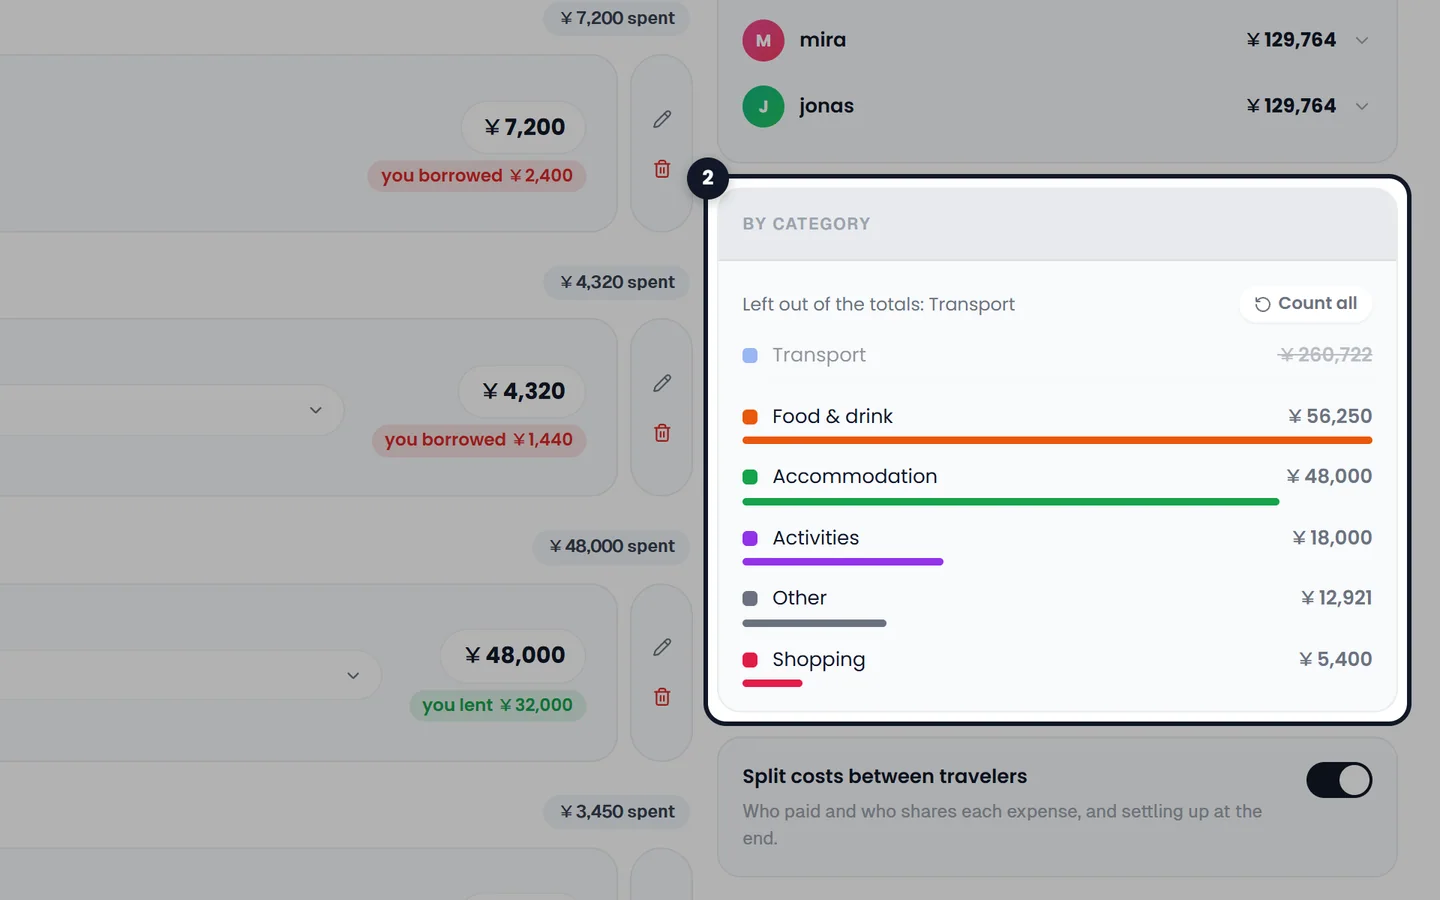 ¥ 7,200 spent
¥ 7,200
you borrowed ¥ 2,400
¥ 4,320 spent
¥ 4,320
you borrowed ¥ 1,440
¥ 48,000 spent
¥ 48,000
you lent ¥ 32,000
¥ 3,450 spent
M mira ¥ 129,764
J jonas ¥ 129,764
2
BY CATEGORY
Left out of the totals: Transport Count all
Transport ¥ 260,722
Food & drink ¥ 56,250
Accommodation ¥ 48,000
Activities ¥ 18,000
Other ¥ 12,921
Shopping ¥ 5,400
Split costs between travelers
Who paid and who shares each expense, and settling up at the
end.